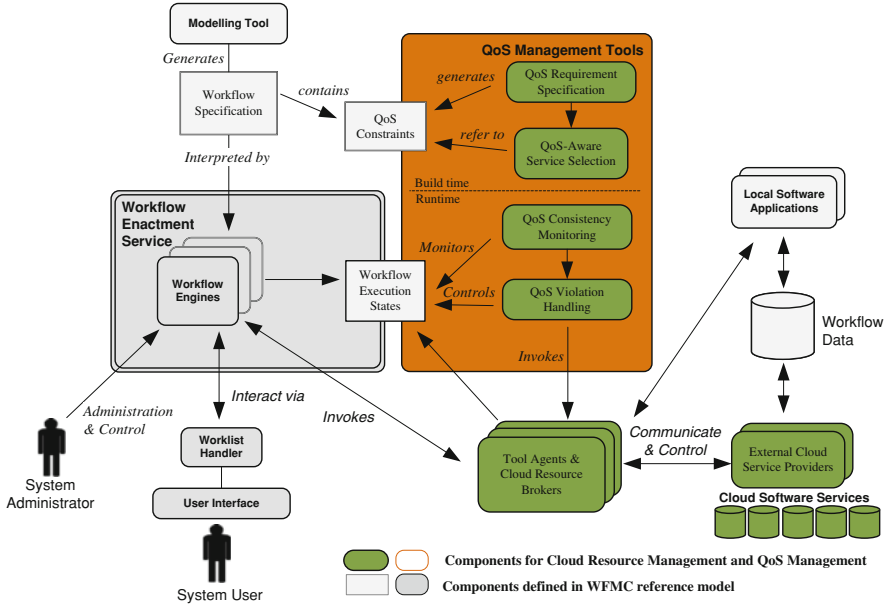 Modelling Tool
Generates
Workflow
Specification
contains
QoS
Constraints
Interpreted by
QoS Management Tools
generates
QoS Requirement
Specification
refer to
QoS-Aware
Service Selection
Build time
Runtime
QoS Consistency
Monitoring
Monitors
Controls
QoS Violation
Handling
Invokes
Workflow
Enactment
Service
Workflow
Engines
Workflow
Execution
States
Local Software
Applications
Workflow
Data
Administration
& Control
Interact via
Invokes
System
Administrator
Worklist
Handler
User Interface
System User
Tool Agents &
Cloud Resource
Brokers
Communicate
& Control
External Cloud
Service Providers
Cloud Software Services
Components for Cloud Resource Management and QoS Management
Components defined in WFMC reference model